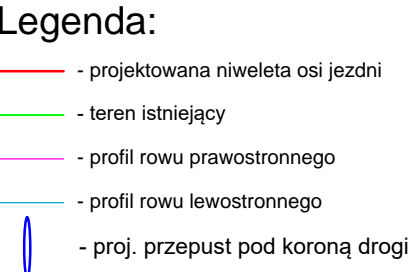 Legenda:
- projektowana niweleta osi jezdni
- teren istniejący
- profil rowu prawostronnego
- profil rowu lewostronnego
- proj. przepust pod koroną drogi